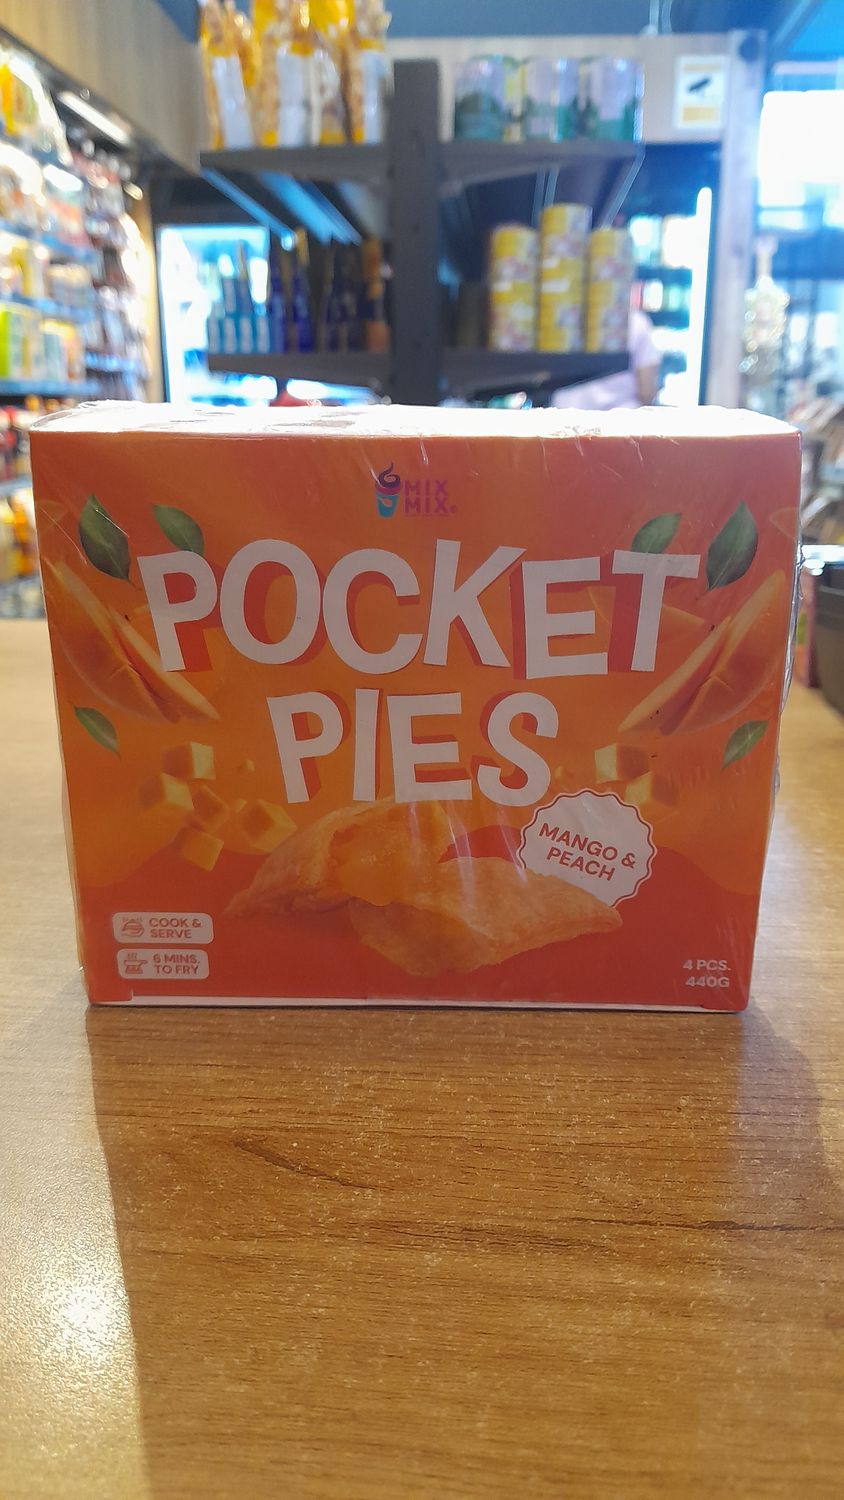 MIX
MIX®
POCKET
PIES
MANGO &
PEACH
COOK &
SERVE
6 MINS.
TO FRY
4 PCS.
440G